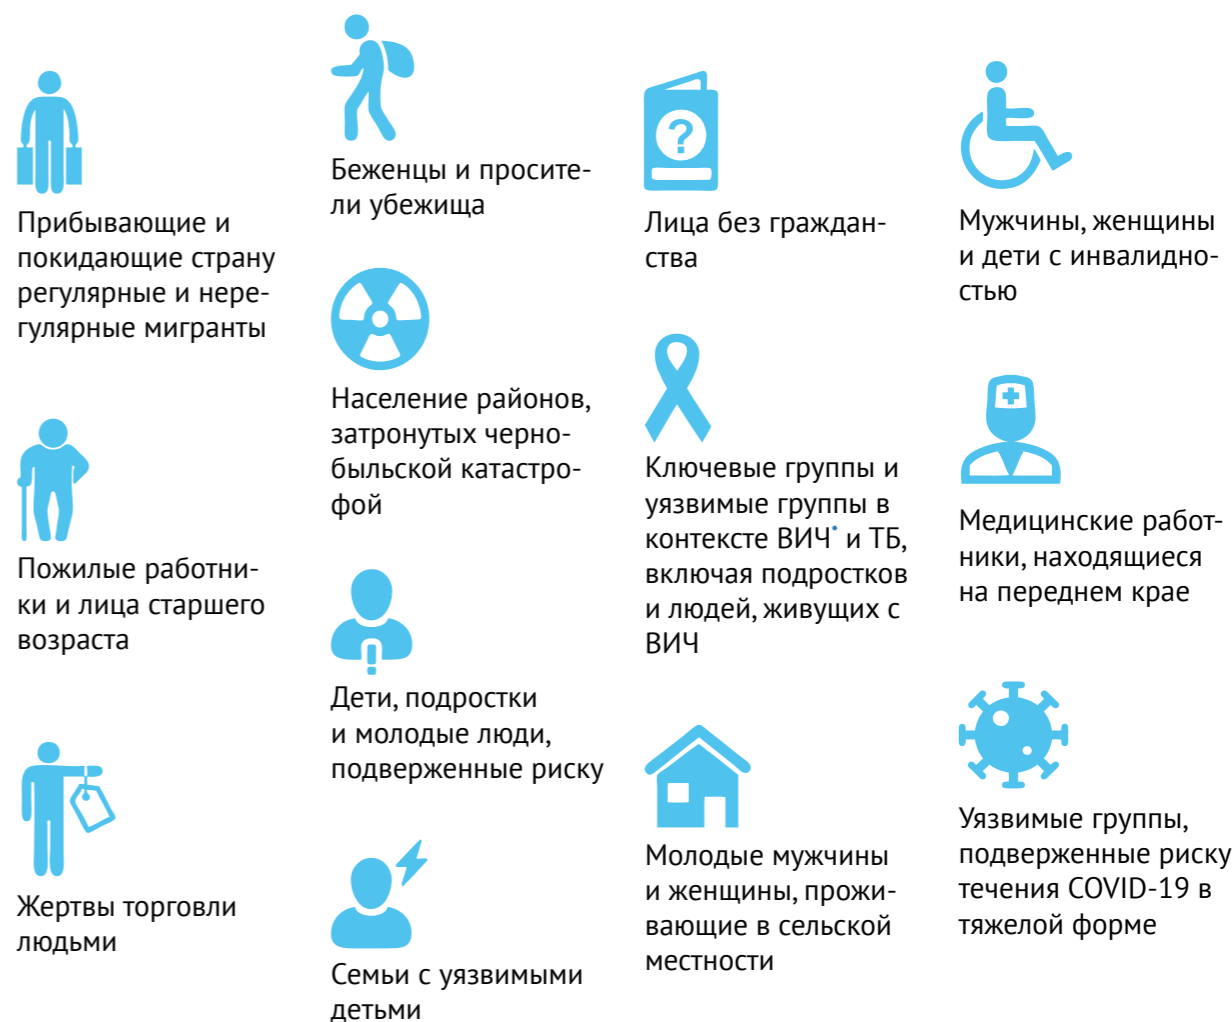 Прибывающие и
покидающие страну
регулярные и нере-
гулярные мигранты
Пожилые работни-
ки и лица старшего
возраста
Жертвы торговли
людьми
Беженцы и просите-
ли убежища
Население районов,
затронутых черно-
быльской катастро-
фой
Дети, подростки
и молодые люди,
подверженные риску
Семьи с уязвимыми
детьми
?
Лица без граждан-
ства
Ключевые группы и
уязвимые группы в
контексте ВИЧ* и ТБ,
включая подростков
и людей, живущих с
ВИЧ
Молодые мужчины
и женщины, прожи-
вающие в сельской
местности
Мужчины, женщины
и дети с инвалидно-
стью
Медицинские работ-
ники, находящиеся
на переднем крае
Уязвимые группы,
подверженные риску
течения COVID-19 в
тяжелой форме